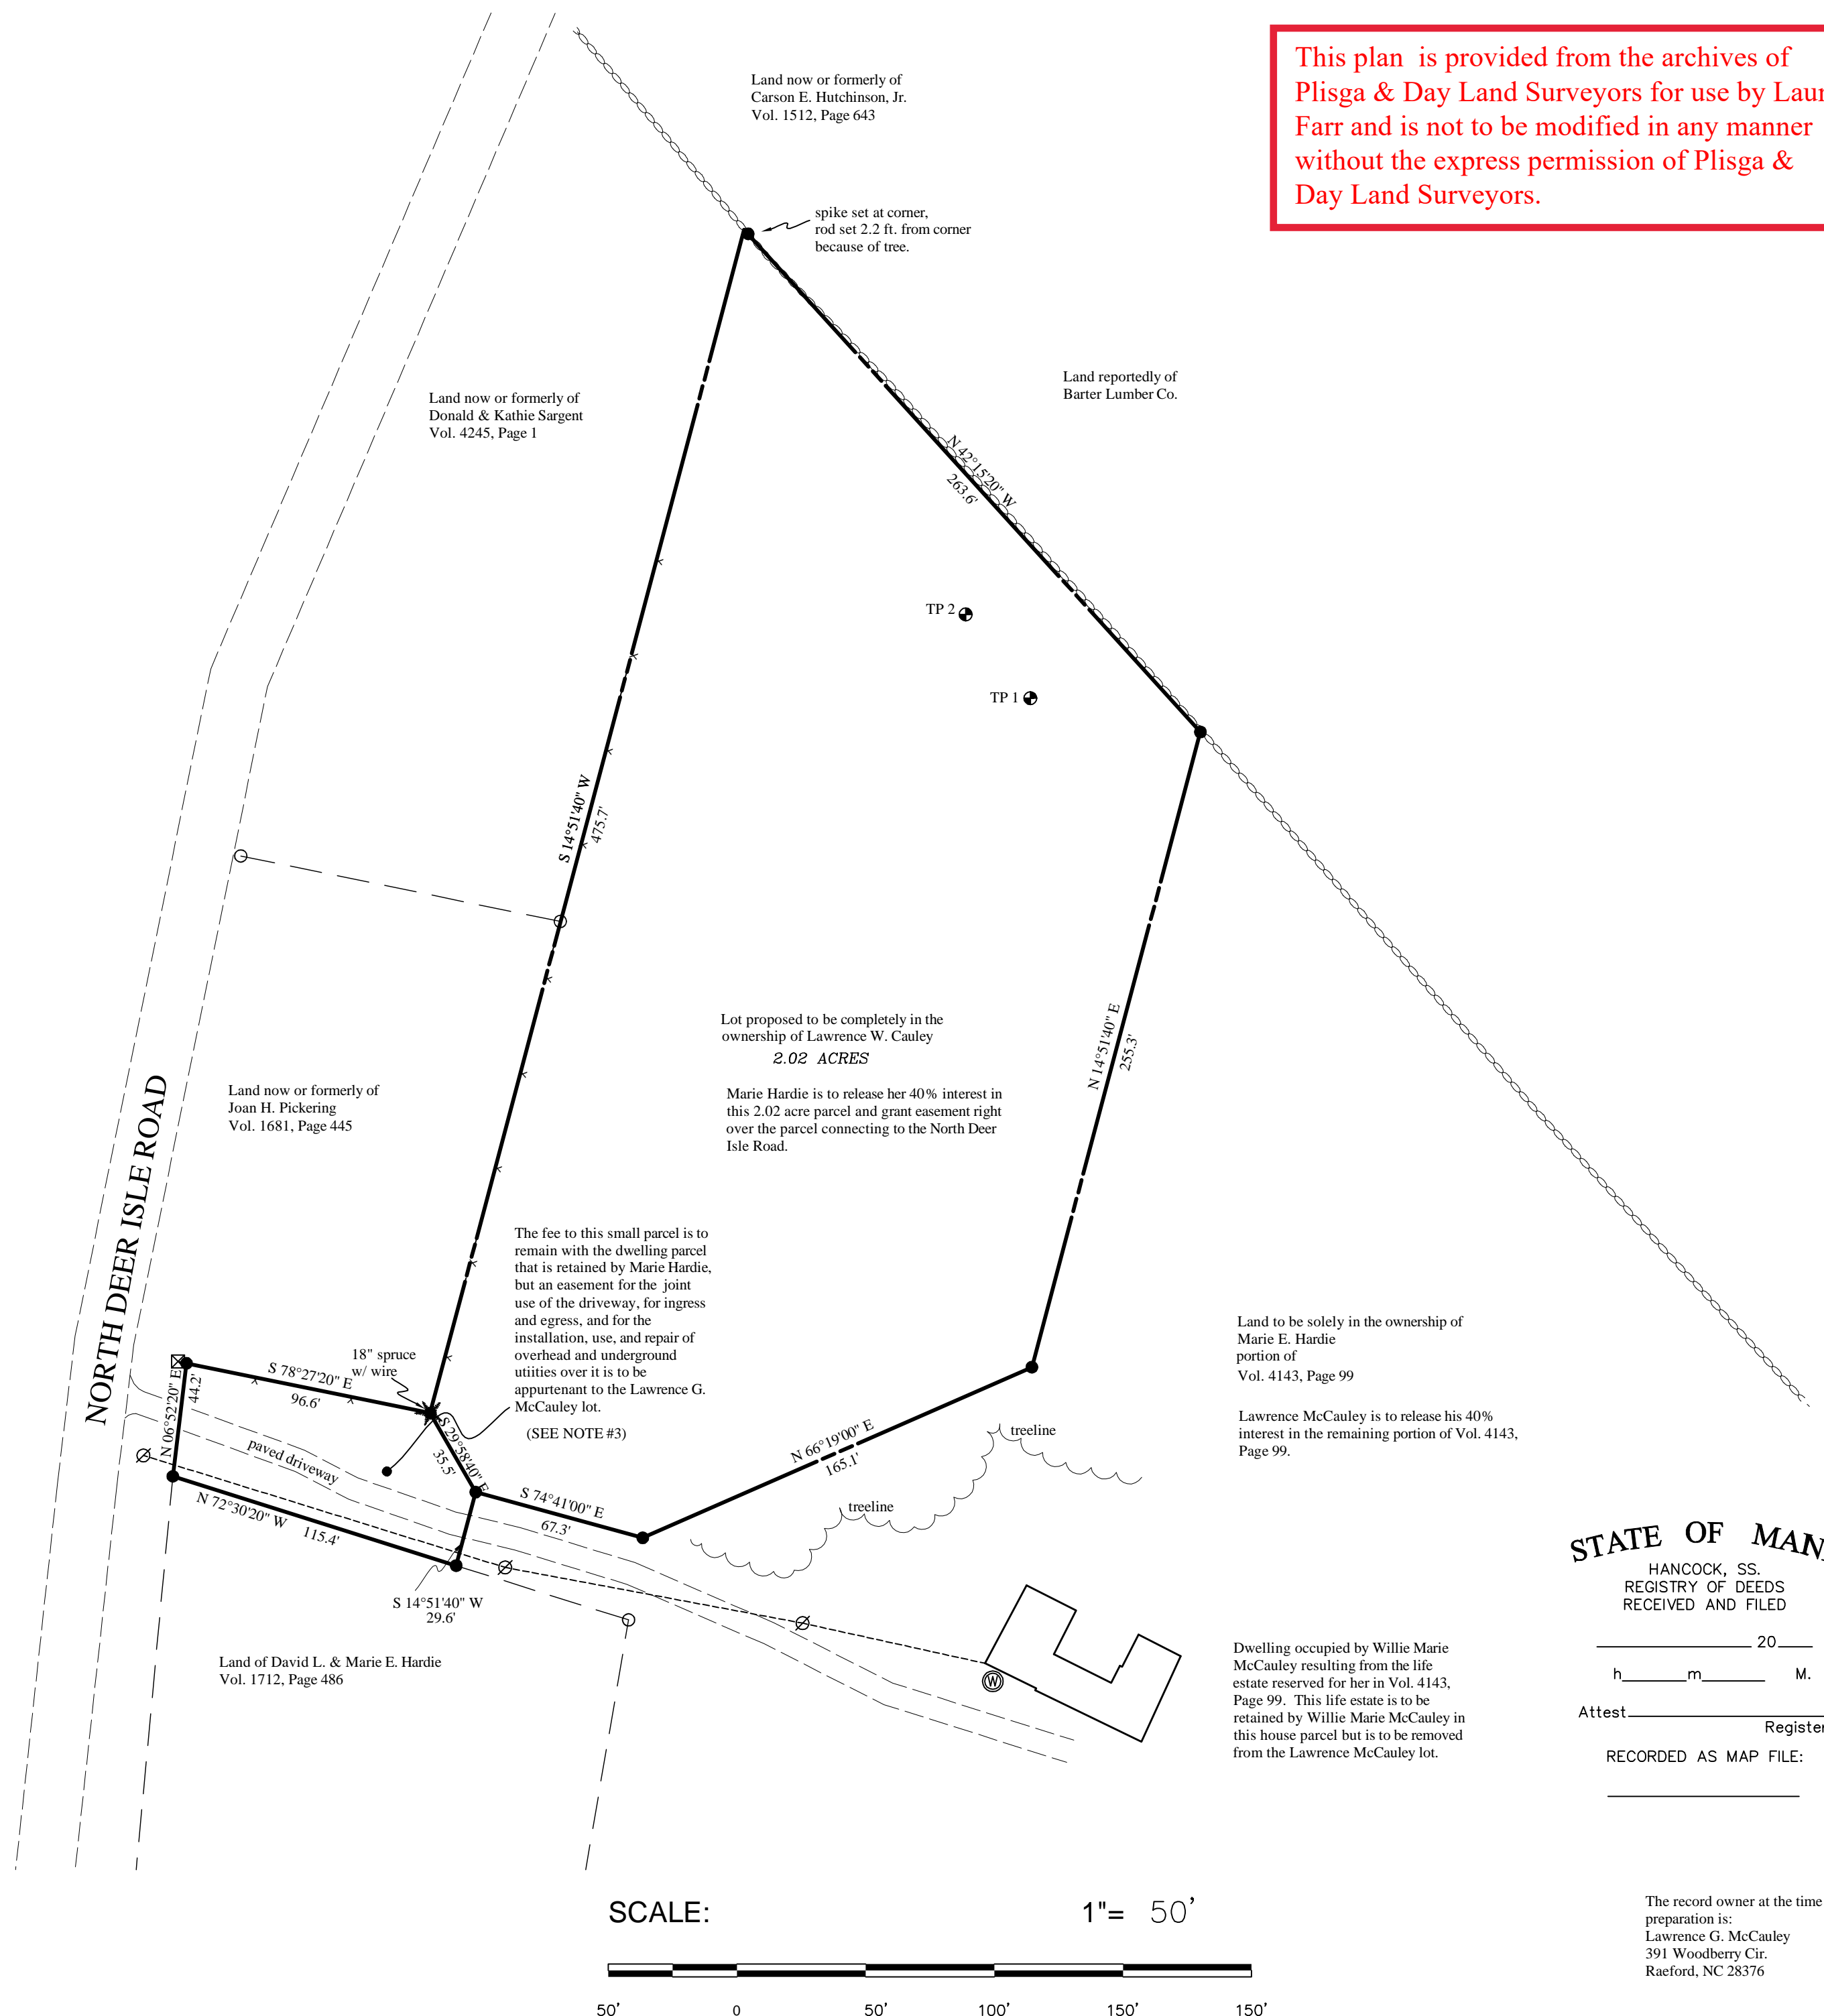 This plan is provided from the archives of
Plisga & Day Land Surveyors for use by
Farr and is not to be modified in any manner
without the express permission of Plisga &
Day Land Surveyors.
Land now or formerly of
Carson E. Hutchinson, Jr.
Vol. 1512, Page 643
spike set at corner,
rod set 2.2 ft. from corner
because of tree.
Land reportedly of
Barter Lumber Co.
Land now or formerly of
Donald & Kathie Sargent
Vol. 4245, Page 1
N 42°15'20" W
263.6'
TP 2
TP 1
S 14°51'40" W
475.7'
N 14°51'40" E
255.3'
Lot proposed to be completely in the
ownership of Lawrence W. Cauley
2.02 ACRES
Marie Hardie is to release her 40% interest in
this 2.02 acre parcel and grant easement right
over the parcel connecting to the North Deer
Isle Road.
Land now or formerly of
Joan H. Pickering
Vol. 1681, Page 445
NORTH DEER ISLE ROAD
The fee to this small parcel is to
remain with the dwelling parcel
that is retained by Marie Hardie,
but an easement for the joint
use of the driveway, for ingress
and egress, and for the
installation, use, and repair of
overhead and underground
utities over it is to be
appurtenant to the Lawrence G.
McCauley lot.
(SEE NOTE #3)
18" spruce
w/ wire
S 78°27'20" E
96.6'
N 06°52'20" E
44.2'
S 29°58'40" E
35.5'
paved driveway
N 72°30'20" W 115.4'
S 74°41'00" E
67.3'
N 66°19'00" E
165.1'
treeline
treeline
S 14°51'40" W
29.6'
Land to be solely in the ownership of
Marie E. Hardie
portion of
Vol. 4143, Page 99
Lawrence McCauley is to release his 40%
interest in the remaining portion of Vol. 4143,
Page 99.
Land of David L. & Marie E. Hardie
Vol. 1712, Page 486
W
Dwelling occupied by Willie Marie
McCauley resulting from the life
estate reserved for her in Vol. 4143,
Page 99. This life estate is to be
retained by Willie Marie McCauley in
this house parcel but is to be removed
from the Lawrence McCauley lot.
STATE OF
HANCOCK, SS.
REGISTRY OF DEEDS
RECEIVED AND FILED
20
h m M.
Attest
Register
RECORDED AS MAP FILE:
SCALE: 1"= 50'
50' 0 50' 100' 150' 150'
The record owner at the time
preparation is:
Lawrence G. McCauley
391 Woodberry Cir.
Raeford, NC 28376